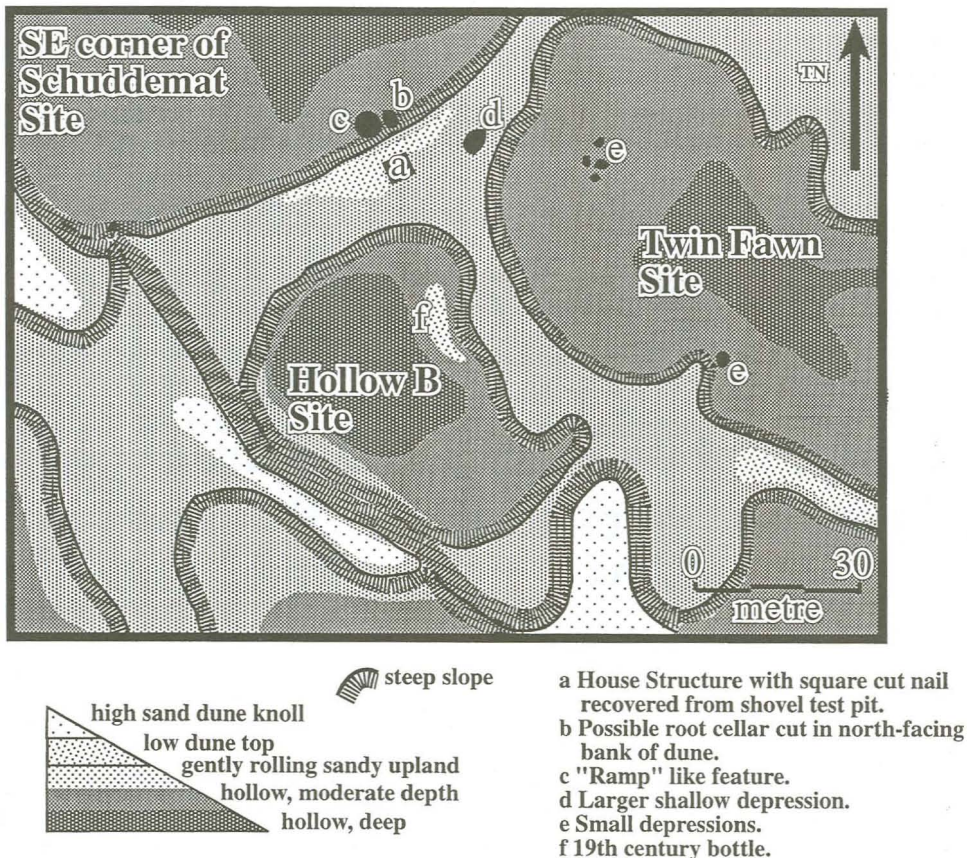 SE corner of
Schuddemat
Site
TN
b
c
d
a
e
Twin Fawn
Site
f
Hollow B
Site
e
0 30
metre
steep slope
high sand dune knoll
low dune top
gently rolling sandy upland
hollow, moderate depth
hollow, deep
a House Structure with square cut nail
recovered from shovel test pit.
b Possible root cellar cut in north-facing
bank of dune.
c "Ramp" like feature.
d Larger shallow depression.
e Small depressions.
f 19th century bottle.